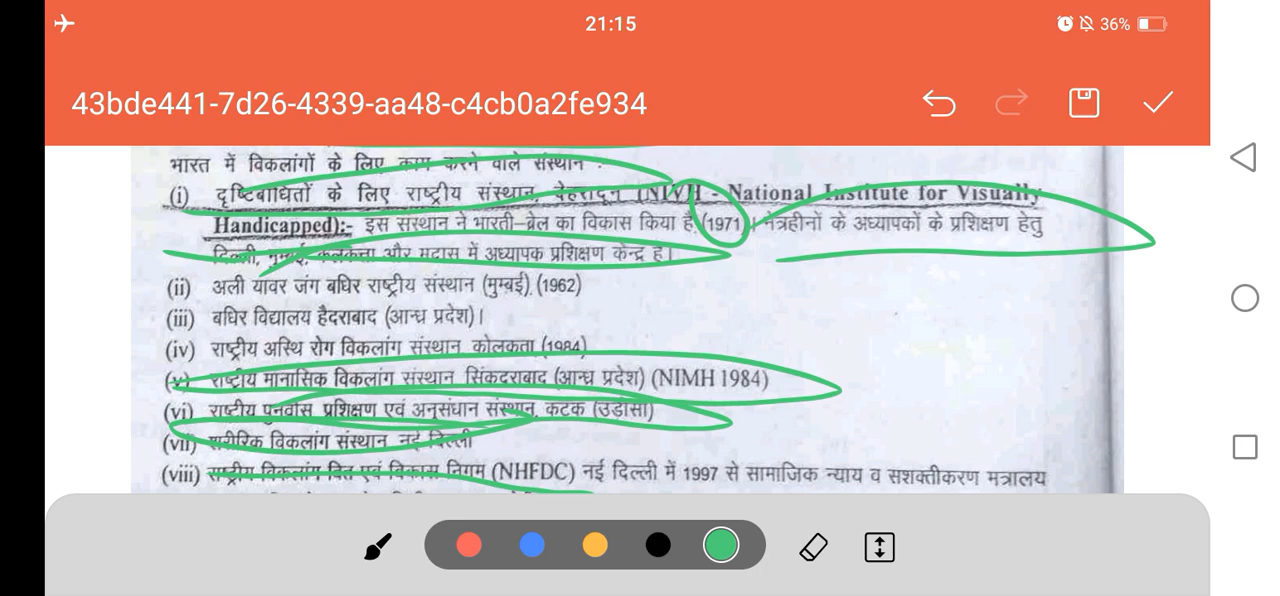 21:15
36%
43bde441-7d26-4339-aa48-c4cb0a2fe934
भारत में विकलांगों के लिए काम करने वाले संस्थान :
(i) दृष्टिबाधितों के लिए राष्ट्रीय संस्थान, देहरादून (NIVH - National Institute for Visually
Handicapped):- इस संस्थान ने भारती-ब्रेल का विकास किया है (1971)। नेत्रहीनों के अध्यापकों के प्रशिक्षण हेतु
दिल्ली, मुम्बई, कलकत्ता और मद्रास में अध्यापक प्रशिक्षण केन्द्र है।
(ii) अली यावर जंग बधिर राष्ट्रीय संस्थान (मुम्बई) (1962)
(iii) बधिर विद्यालय हैदराबाद (आन्ध्र प्रदेश)।
(iv) राष्ट्रीय अस्थि रोग विकलांग संस्थान कोलकता (1984)
(v) राष्टीय मानसिक विकलांग संस्थान सिंकदराबाद (आन्ध्र प्रदेश) (NIMH 1984)
(vi) राष्टीय पुनर्वास प्रशिक्षण एवं अनुसंधान संस्थान, कटक (उड़ीसा)
(vii) शारीरिक विकलांग संस्थान नई दिल्ली
(viii) राष्ट्रीय विकलांग वित्त एवं विकास निगम (NHFDC) नई दिल्ली में 1997 से सामाजिक न्याय व सशक्तीकरण मत्रालय